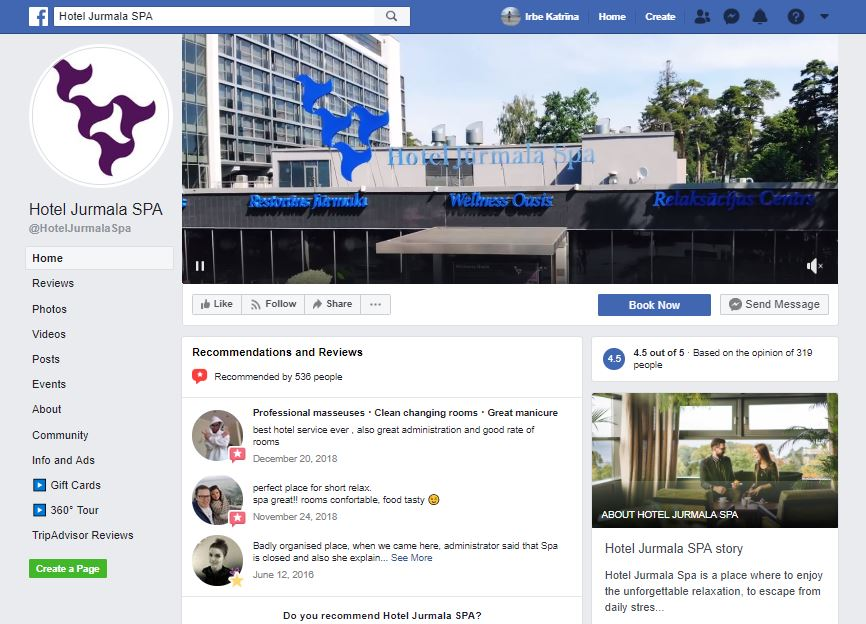 Hotel Jurmala SPA
Irbe Katrīna
Home
Create
Hotel Jurmala Spa
Restorāns Jūrmala
Wellness Oasis
Relaksācijas Centrs
Hotel Jurmala SPA
@HotelJurmalaSpa
Home
Reviews
Photos
Videos
Posts
Events
About
Community
Info and Ads
Gift Cards
360° Tour
TripAdvisor Reviews
Create a Page
Like
Follow
Share
Book Now
Send Message
Recommendations and Reviews
Recommended by 536 people
Professional masseuses · Clean changing rooms · Great manicure
best hotel service ever , also great administration and good rate of
rooms
December 20, 2018
perfect place for short relax.
spa great!! rooms confortable, food tasty 😉
November 24, 2018
Badly organised place, when we came here, administrator said that Spa
is closed and also she explain... See More
June 12, 2016
Do you recommend Hotel Jurmala SPA?
4.5
4.5 out of 5 · Based on the opinion of 319
people
ABOUT HOTEL JURMALA SPA
Hotel Jurmala SPA story
Hotel Jurmala Spa is a place where to enjoy
the unforgettable relaxation, to escape from
daily stres...